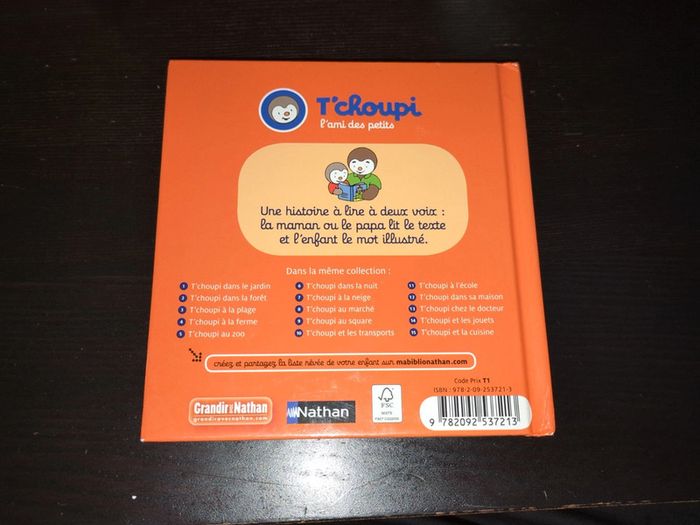 T'choupi
l'ami des petits
Une histoire à lire à deux voix :
la maman ou le papa lit le texte
et l'enfant le mot illustré.
Dans la même collection :
1 T'choupi dans le jardin
2 T'choupi dans la forêt
3 T'choupi à la plage
4 T'choupi à la ferme
5 T'choupi au zoo
6 T'choupi dans la nuit
7 T'choupi à la neige
8 T'choupi au marché
9 T'choupi au square
10 T'choupi et les transports
11 T'choupi à l'école
12 T'choupi dans sa maison
13 T'choupi chez le docteur
14 T'choupi et les jouets
15 T'choupi et la cuisine
créez et partagez la liste rêvée de votre enfant sur mabiblionathan.com
Grandir & Nathan
grandiravecnathan.com
Nathan
FSC
MIXTE
Code Prix T1
ISBN : 978-2-09-253721-3
9 782092 537213